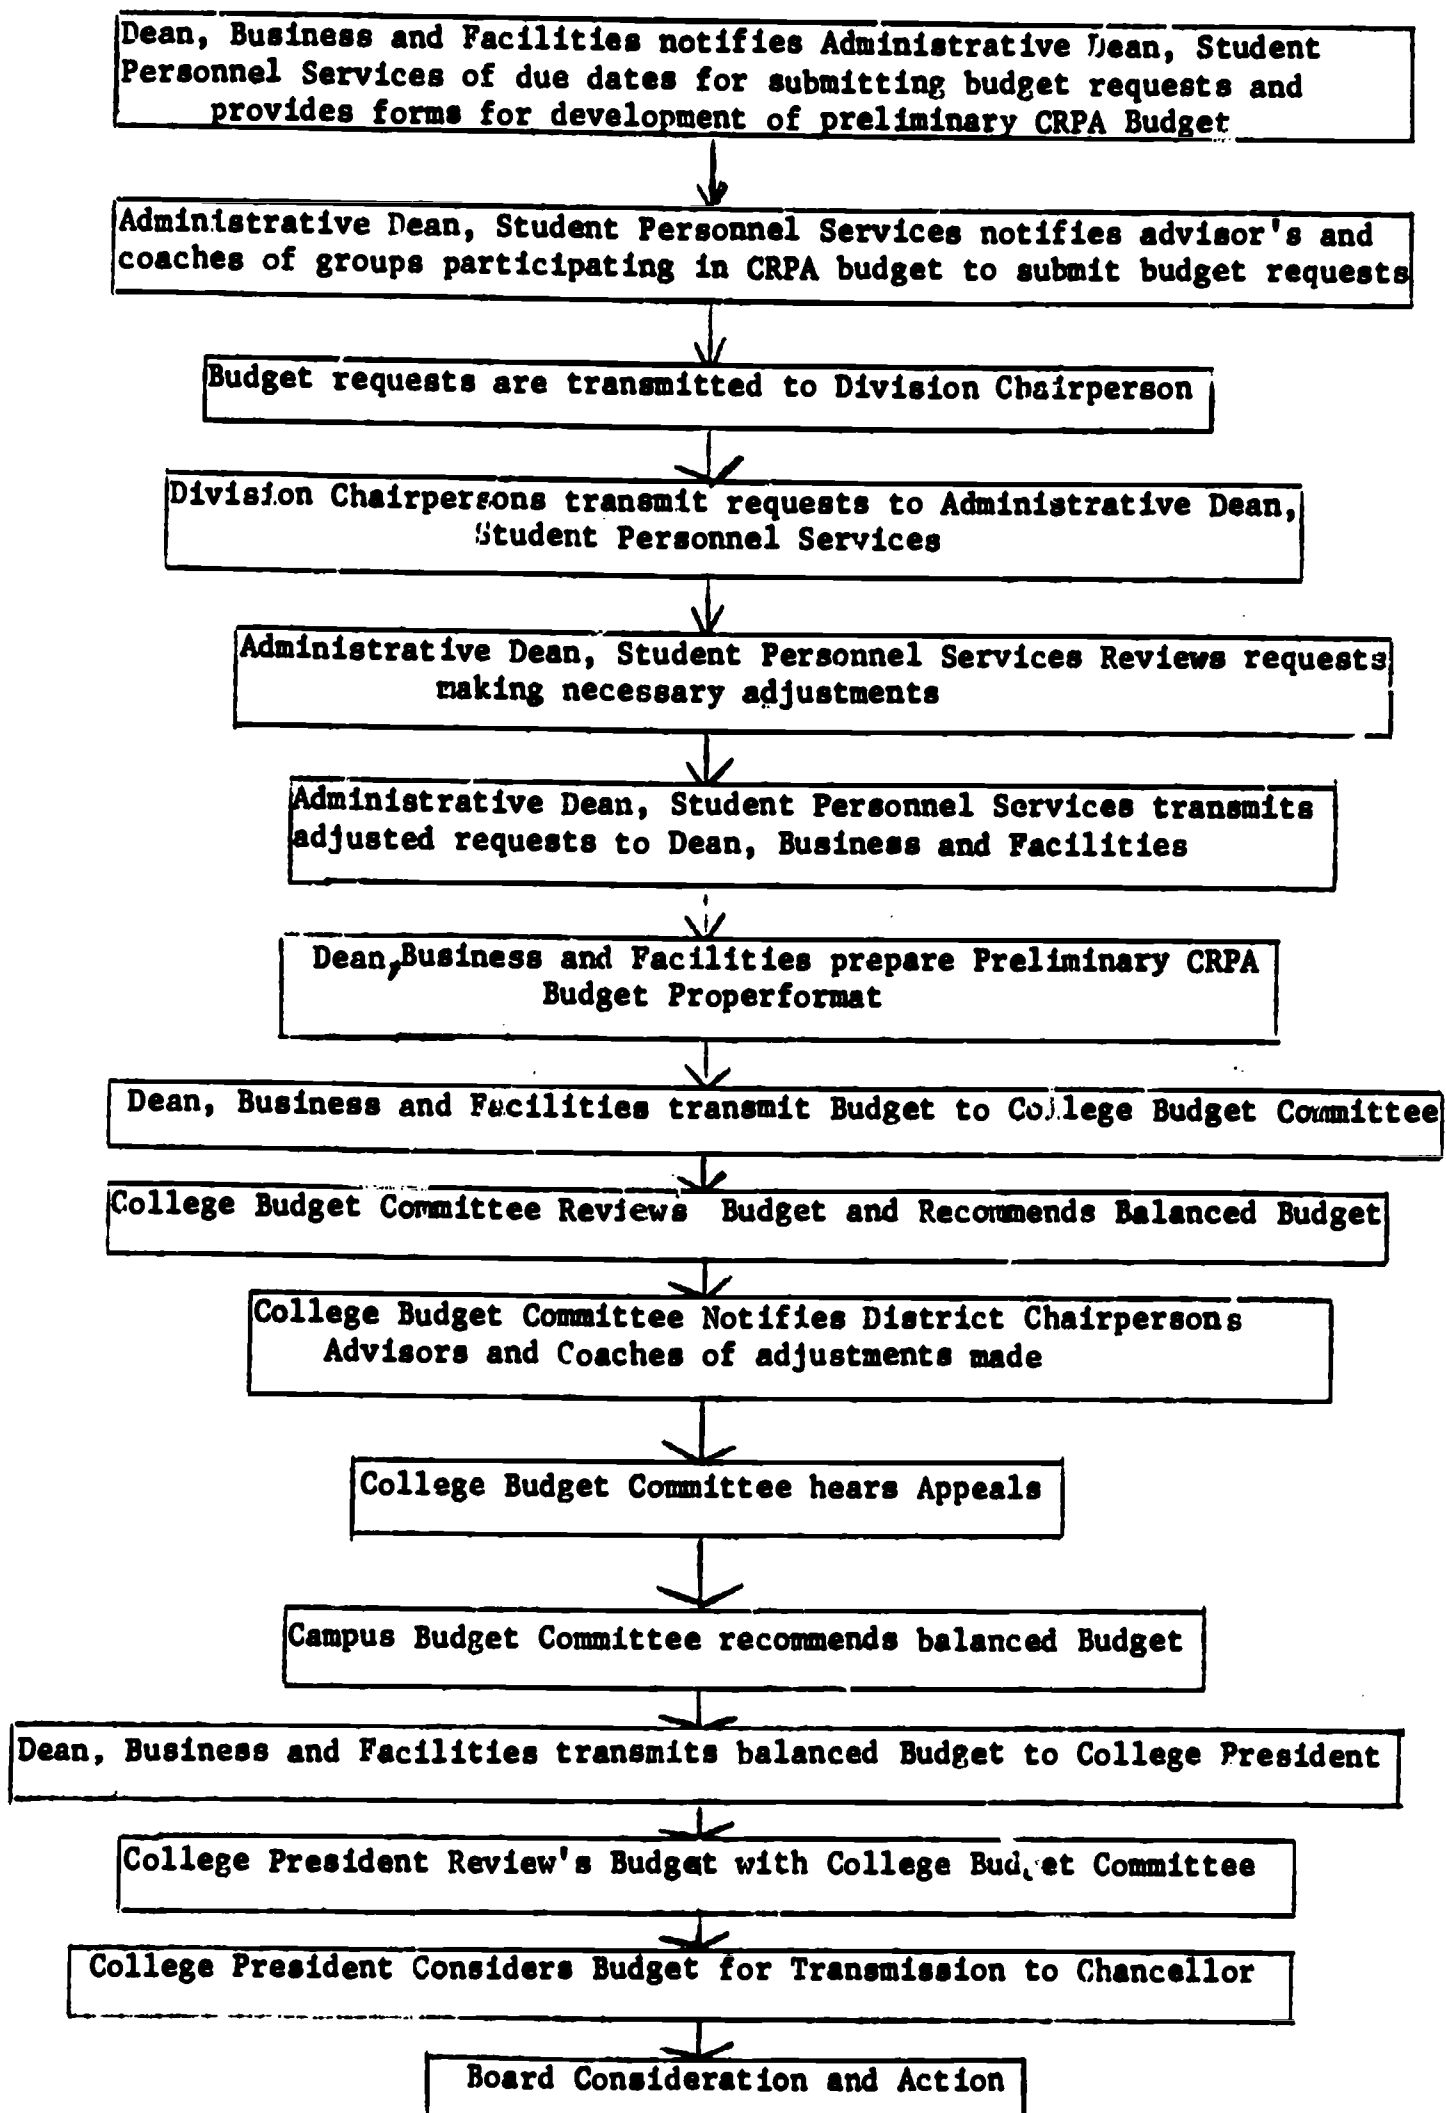 Dean, Business and Facilities notifies Administrative Dean, Student
Personnel Services of due dates for submitting budget requests and
provides forms for development of preliminary CRPA Budget
Administrative Dean, Student Personnel Services notifies advisor's and
coaches of groups participating in CRPA budget to submit budget requests
Budget requests are transmitted to Division Chairperson
Division Chairpersons transmit requests to Administrative Dean,
Student Personnel Services
Administrative Dean, Student Personnel Services Reviews requests
making necessary adjustments
Administrative Dean, Student Personnel Services transmits
adjusted requests to Dean, Business and Facilities
Dean, Business and Facilities prepare Preliminary CRPA
Budget Properformat
Dean, Business and Facilities transmit Budget to College Budget Committee
College Budget Committee Reviews Budget and Recommends Balanced Budget
College Budget Committee Notifies District Chairpersons
Advisors and Coaches of adjustments made
College Budget Committee hears Appeals
Campus Budget Committee recommends balanced Budget
Dean, Business and Facilities transmits balanced Budget to College President
College President Review's Budget with College Budget Committee
College President Considers Budget for Transmission to Chancellor
Board Consideration and Action